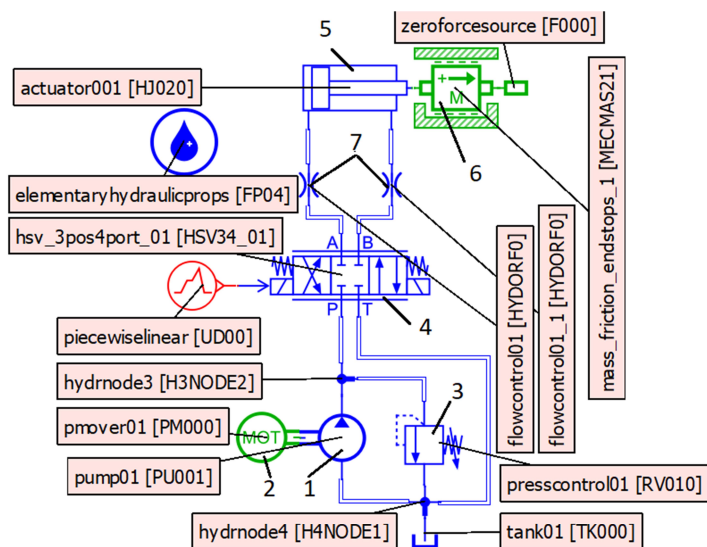 zeroforcesource [F000]
5
actuator001 [HJ020]
+
M
6
mass_friction_endstops_1 [MECMAS21]
7
elementaryhydraulicprops [FP04]
hsv_3pos4port_01 [HSV34_01]
A B
P T
4
piecewiselinear [UD00]
flowcontrol01 [HYDORF0]
flowcontrol01_1 [HYDORF0]
hydrnode3 [H3NODE2]
3
pmover01 [PM000]
MOT
2
1
pump01 [PU001]
presscontrol01 [RV010]
hydrnode4 [H4NODE1]
tank01 [TK000]